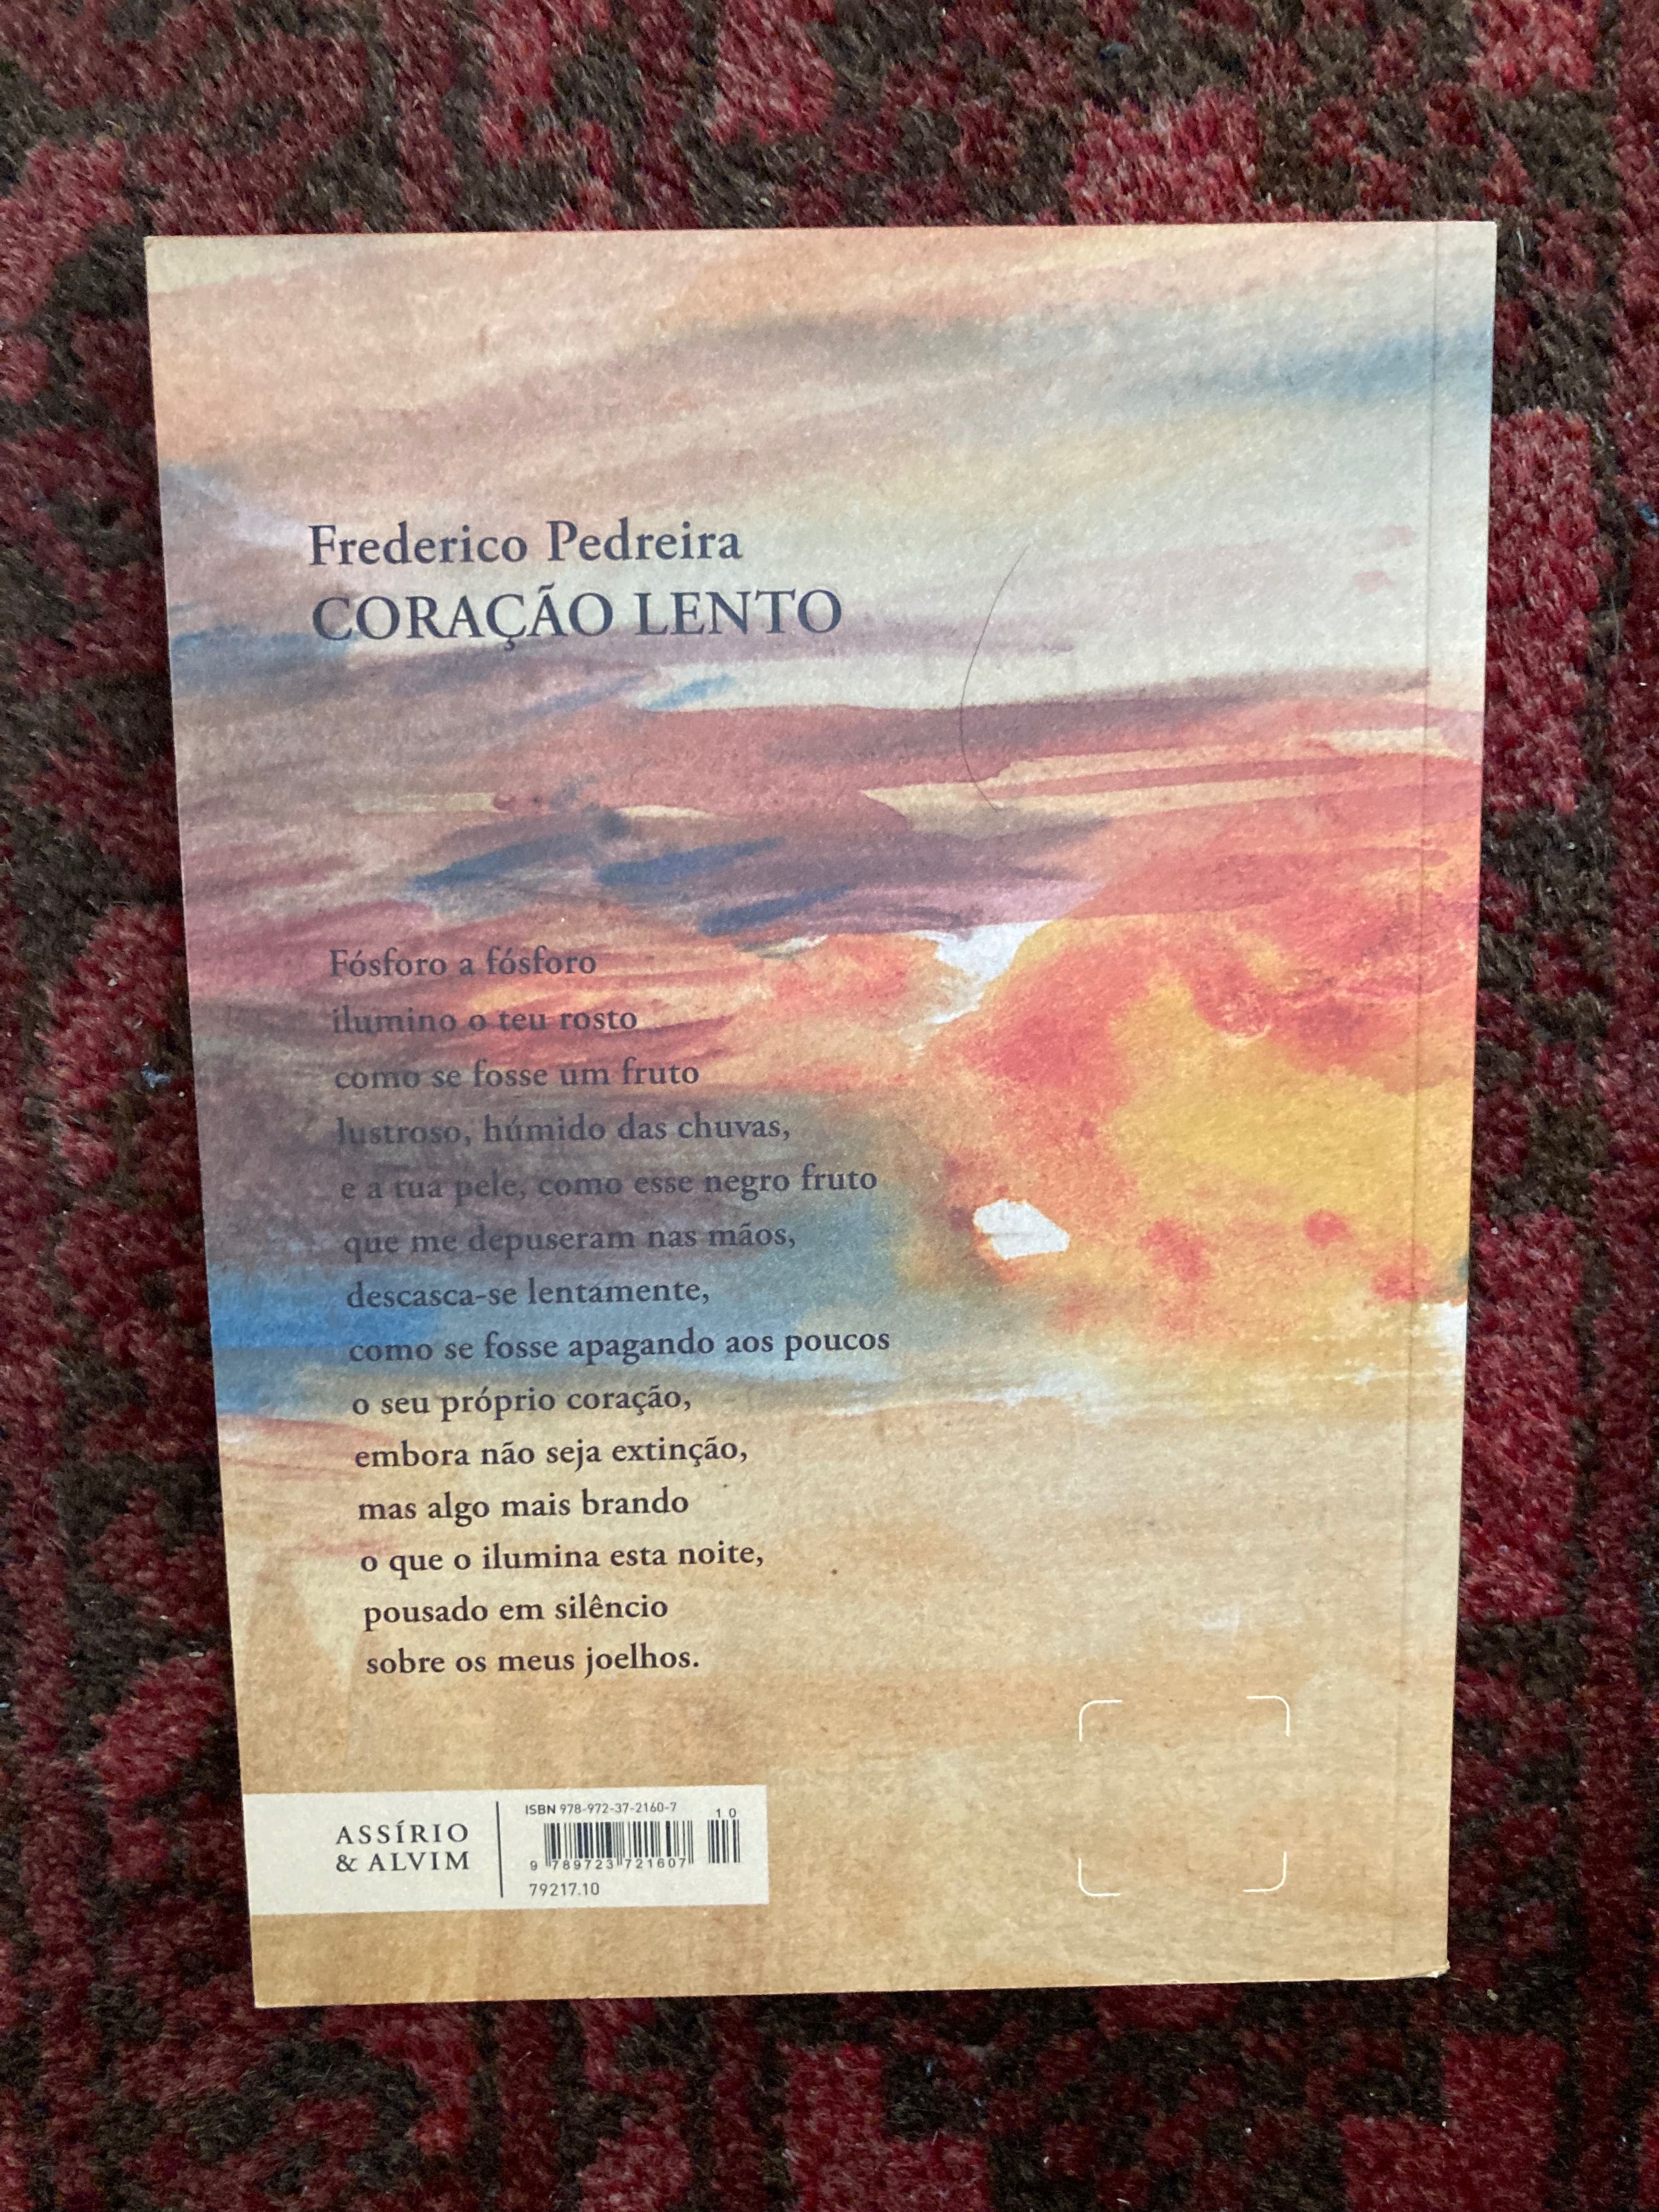 Frederico Pedreira
CORAÇÃO LENTO
Fósforo a fósforo
ilumino o teu rosto
como se fosse um fruto
lustroso, húmido das chuvas,
e a tua pele, como esse negro fruto
que me depuseram nas mãos,
descasca-se lentamente,
como se fosse apagando aos poucos
o seu próprio coração,
embora não seja extinção,
mas algo mais brando
o que o ilumina esta noite,
pousado em silêncio
sobre os meus joelhos.
ASSÍRIO
& ALVIM
ISBN 978-972-37-2160-7
10
9 789723 721607
79217.10